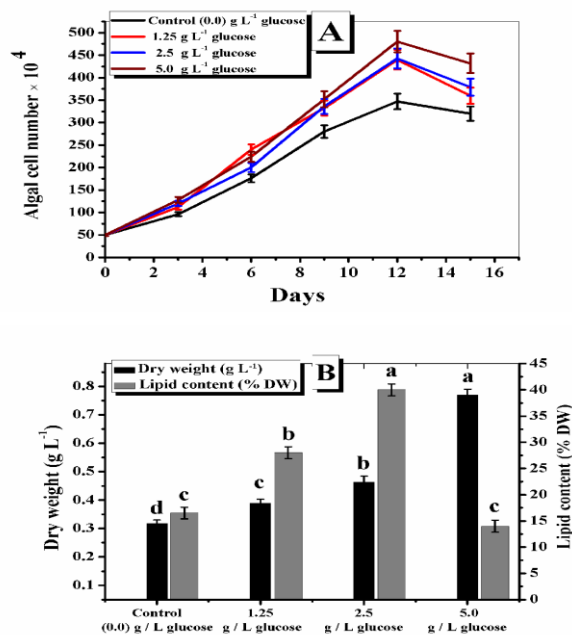 Control (0.0) g L⁻¹ glucose
1.25 g L⁻¹ glucose
2.5 g L⁻¹ glucose
5.0 g L⁻¹ glucose
A
Algal cell number × 10⁴
500
450
400
350
300
250
200
150
100
50
0
0 2 4 6 8 10 12 14 16
Days
Dry weight (g L⁻¹)
Lipid content (% DW)
B
Dry weight (g L⁻¹)
0.8
0.7
0.6
0.5
0.4
0.3
0.2
0.1
45
40
35
30
25
20
15
10
5
0
Lipid content (% DW)
d c c b b a a c
Control 1.25 2.5 5.0
(0.0) g / L glucose g / L glucose g / L glucose g / L glucose